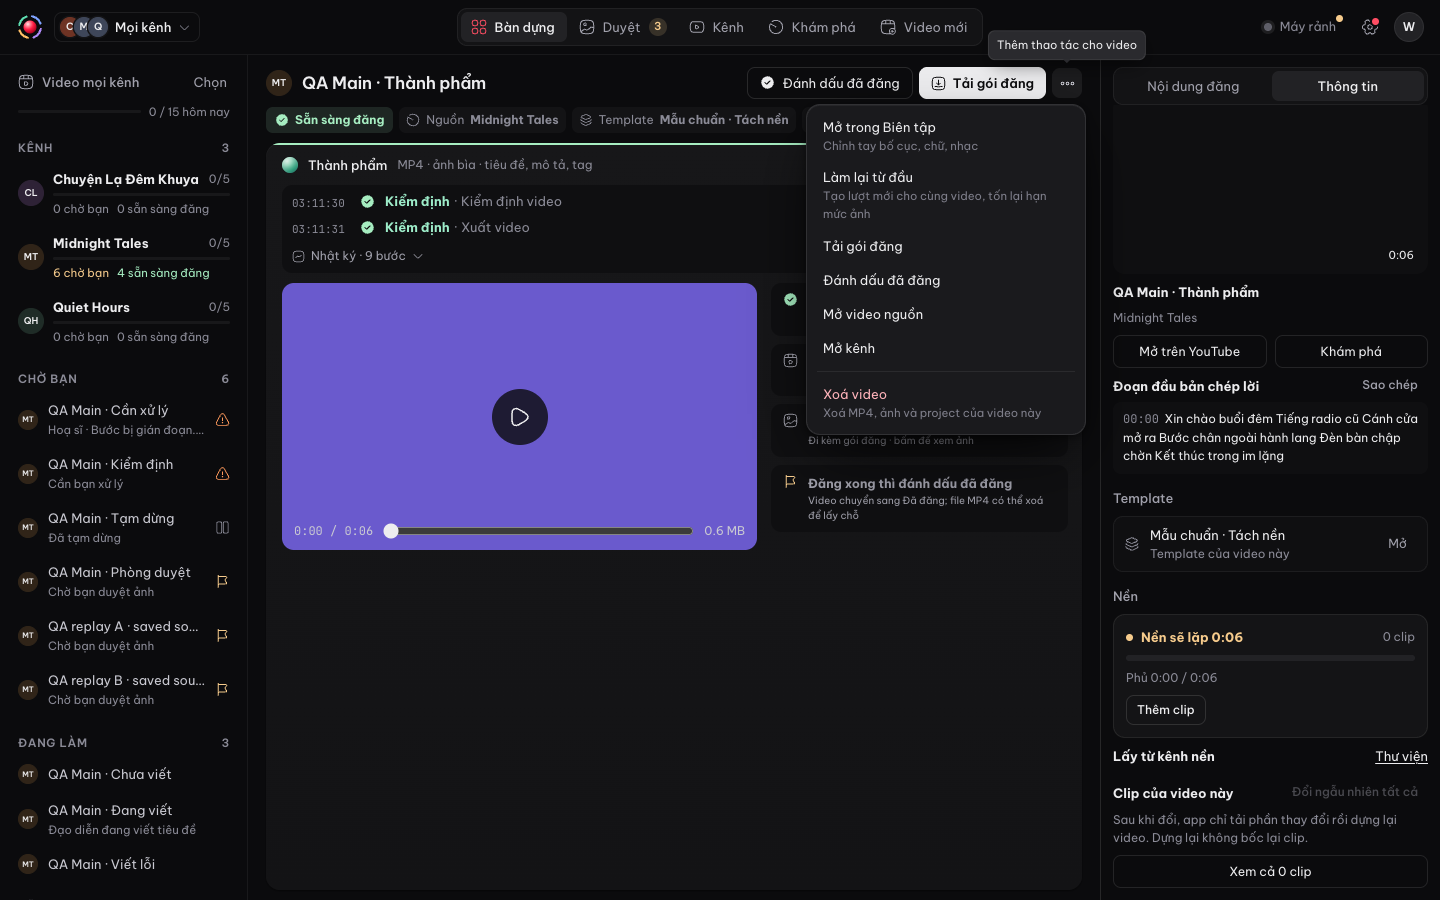 C M Q Mọi kênh
Bàn dựng
Duyệt 3
Kênh
Khám phá
Video mới
Máy rảnh
W
Thêm thao tác cho video
Video mọi kênh
Chọn
0 / 15 hôm nay
KÊNH 3
CL Chuyện Lạ Đêm Khuya 0/5
0 chờ bạn 0 sẵn sàng đăng
MT Midnight Tales 0/5
6 chờ bạn 4 sẵn sàng đăng
QH Quiet Hours 0/5
0 chờ bạn 0 sẵn sàng đăng
CHỜ BẠN 6
MT QA Main · Cần xử lý
Hoạ sĩ · Bước bị gián đoạn....
MT QA Main · Kiểm định
Cần bạn xử lý
MT QA Main · Tạm dừng
Đã tạm dừng
MT QA Main · Phòng duyệt
Chờ bạn duyệt ảnh
MT QA replay A · saved so...
Chờ bạn duyệt ảnh
MT QA replay B · saved sou...
Chờ bạn duyệt ảnh
ĐANG LÀM 3
MT QA Main · Chưa viết
MT QA Main · Đang viết
Đạo diễn đang viết tiêu đề
MT QA Main · Viết lỗi
MT QA Main · Thành phẩm
Đánh dấu đã đăng
Tải gói đăng
Sẵn sàng đăng
Nguồn Midnight Tales
Template Mẫu chuẩn · Tách nền
Thành phẩm MP4 · ảnh bìa · tiêu đề, mô tả, tag
03:11:30 Kiểm định · Kiểm định video
03:11:31 Kiểm định · Xuất video
Nhật ký · 9 bước
0:00 / 0:06
0.6 MB
Mở trong Biên tập
Chỉnh tay bố cục, chữ, nhạc
Làm lại từ đầu
Tạo lượt mới cho cùng video, tốn lại hạn
mức ảnh
Tải gói đăng
Đánh dấu đã đăng
Mở video nguồn
Mở kênh
Xoá video
Xoá MP4, ảnh và project của video này
Đi kèm gói đăng · bấm để xem ảnh
Đăng xong thì đánh dấu đã đăng
Video chuyển sang Đã đăng; file MP4 có thể xoá
để lấy chỗ
Nội dung đăng
Thông tin
0:06
QA Main · Thành phẩm
Midnight Tales
Mở trên YouTube
Khám phá
Đoạn đầu bản chép lời
Sao chép
00:00 Xin chào buổi đêm Tiếng radio cũ Cánh cửa
mở ra Bước chân ngoài hành lang Đèn bàn chập
chờn Kết thúc trong im lặng
Template
Mẫu chuẩn · Tách nền
Template của video này
Mở
Nền
Nền sẽ lặp 0:06
0 clip
Phủ 0:00 / 0:06
Thêm clip
Lấy từ kênh nền
Thư viện
Clip của video này
Đổi ngẫu nhiên tất cả
Sau khi đổi, app chỉ tải phần thay đổi rồi dựng lại
video. Dựng lại không bốc lại clip.
Xem cả 0 clip